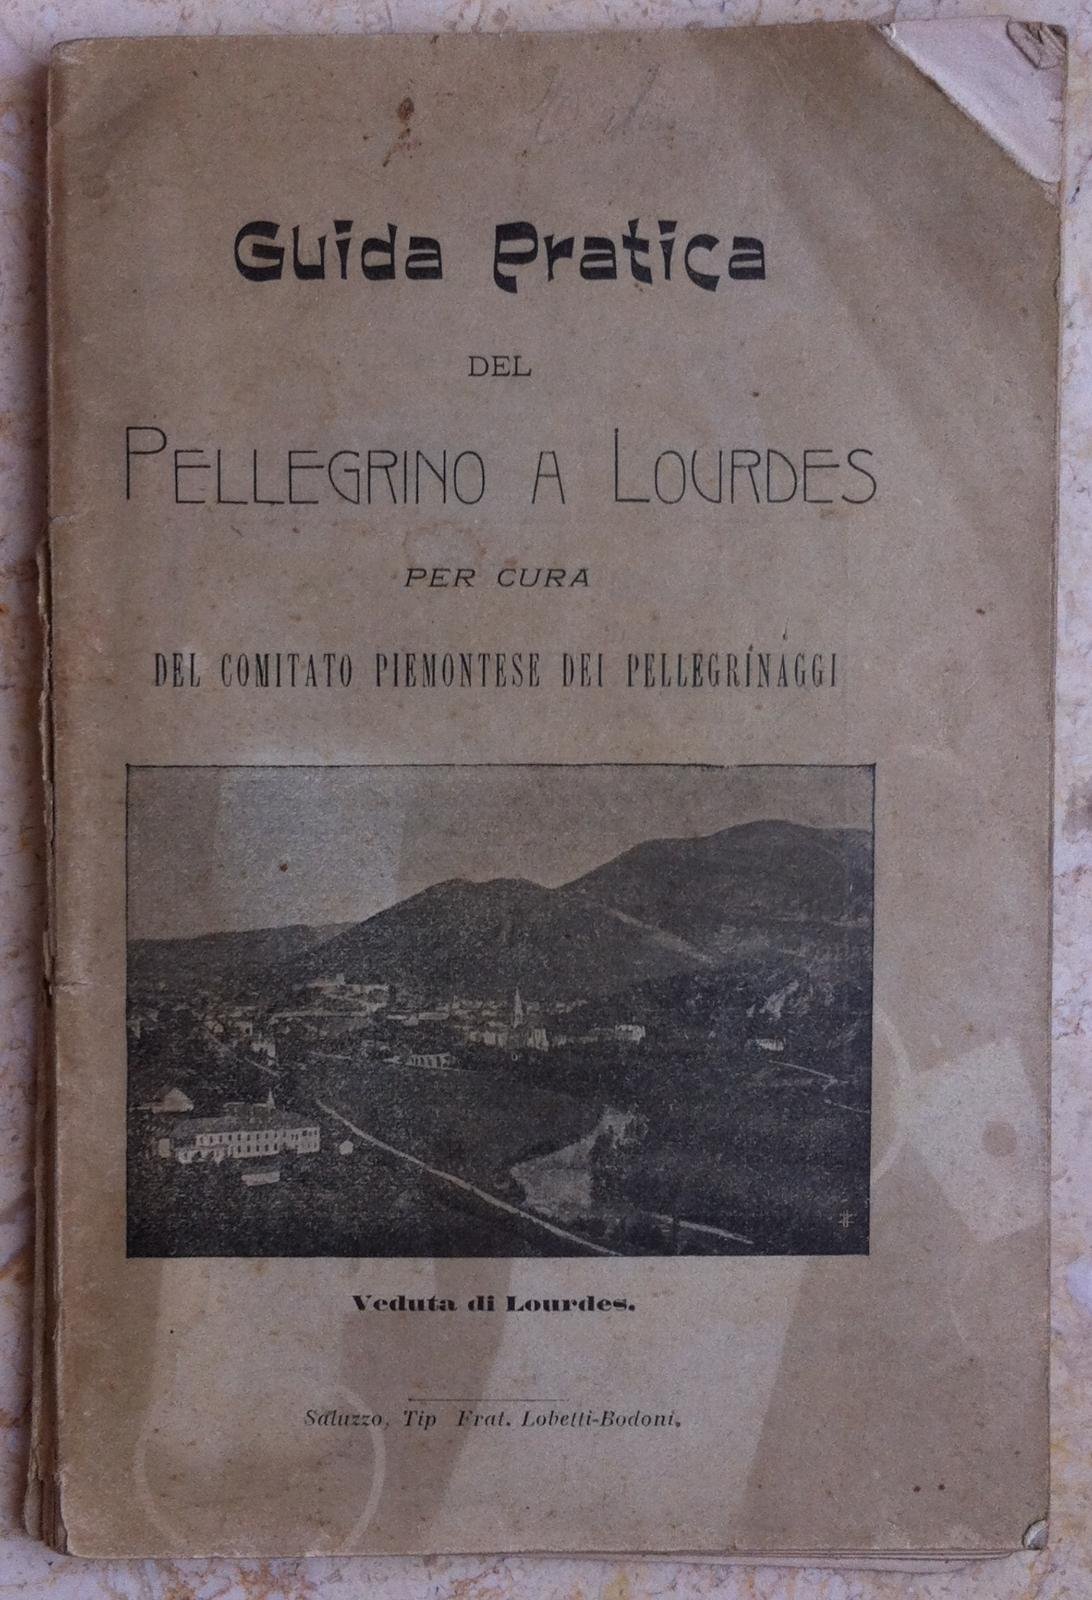 Guida Pratica
DEL
PELLEGRINO A LOURDES
PER CURA
DEL COMITATO PIEMONTESE DEI PELLEGRINAGGI
Veduta di Lourdes.
Saluzzo, Tip Frat. Lobetti-Bodoni.